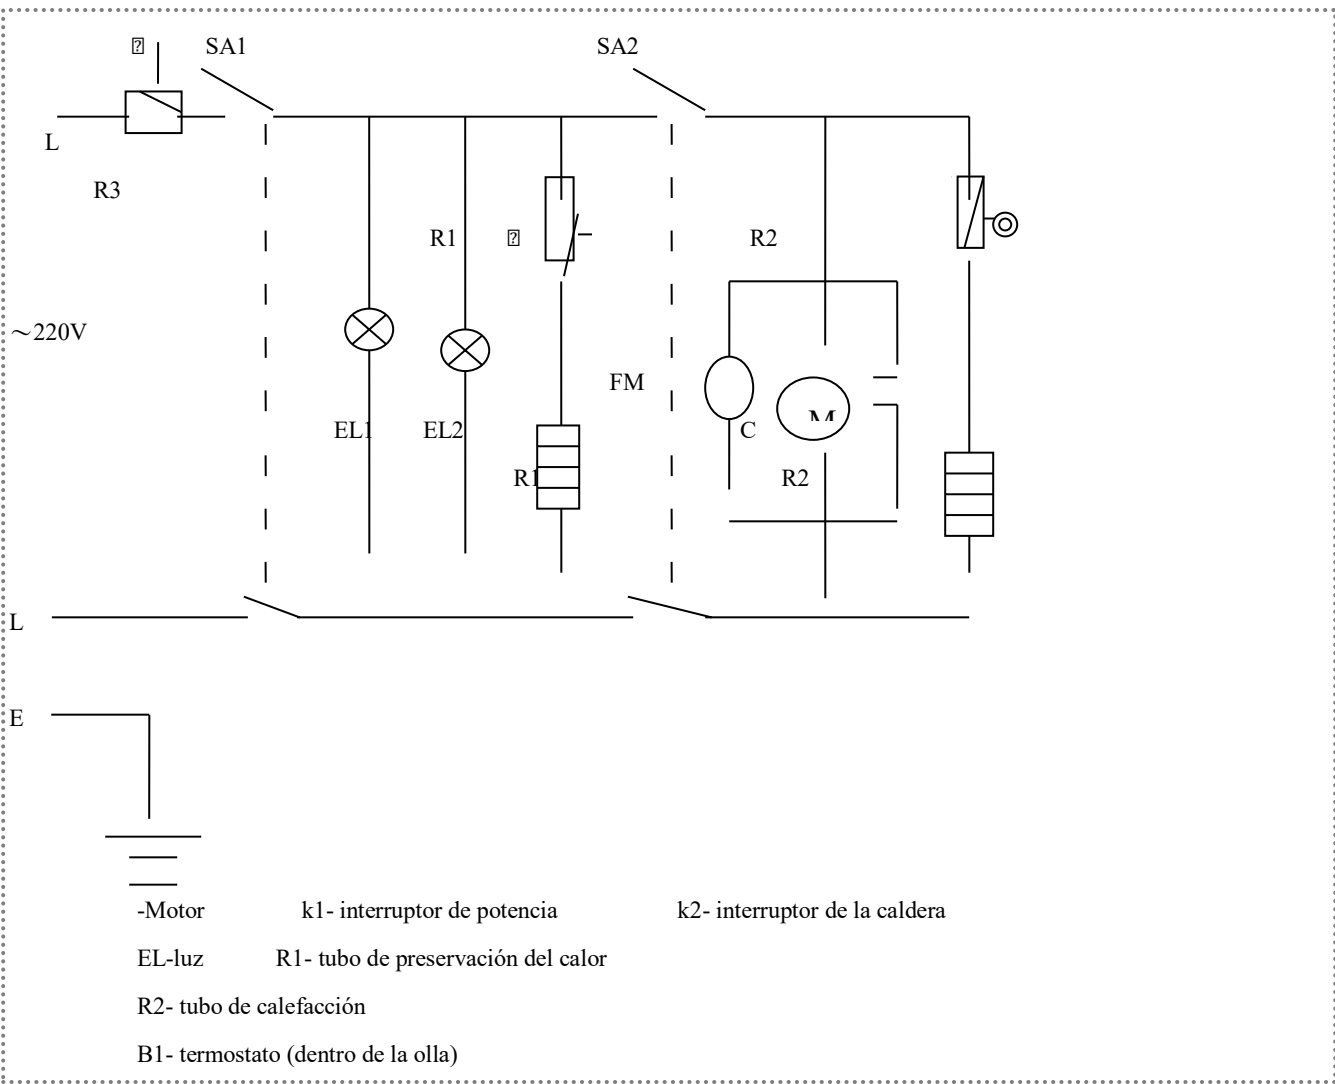 SA1 SA2
L
R3
R1 R2
～220V
FM
EL1 EL2 C M
R1 R2
L
E
-Motor k1- interruptor de potencia k2- interruptor de la caldera
EL-luz R1- tubo de preservación del calor
R2- tubo de calefacción
B1- termostato (dentro de la olla)